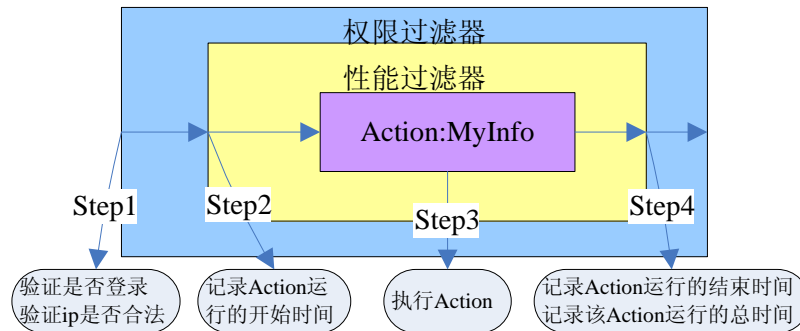 权限过滤器
性能过滤器
Action:MyInfo
Step1
Step2
Step3
Step4
验证是否登录
验证ip是否合法
记录Action运
行的开始时间
执行Action
记录Action运行的结束时间
记录该Action运行的总时间